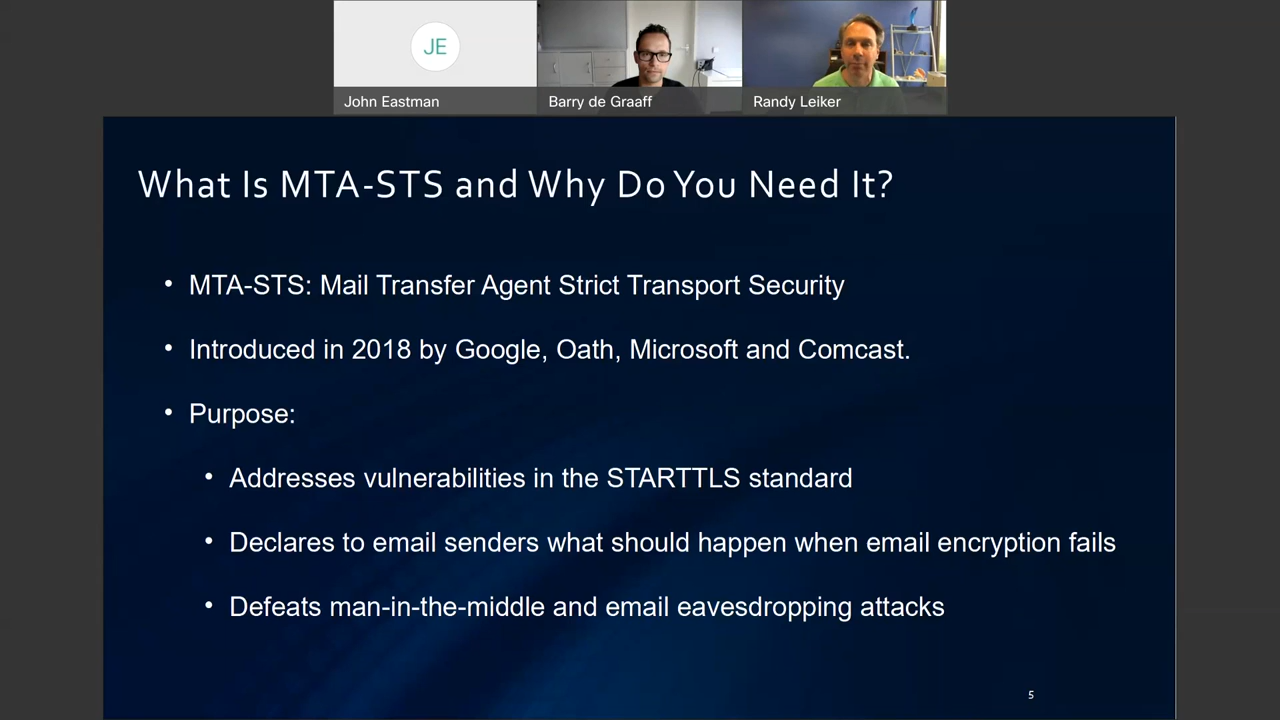 JE
John Eastman
Barry de Graaff
Randy Leiker
What Is MTA-STS and Why Do You Need It?
• MTA-STS: Mail Transfer Agent Strict Transport Security
• Introduced in 2018 by Google, Oath, Microsoft and Comcast.
• Purpose:
• Addresses vulnerabilities in the STARTTLS standard
• Declares to email senders what should happen when email encryption fails
• Defeats man-in-the-middle and email eavesdropping attacks
5